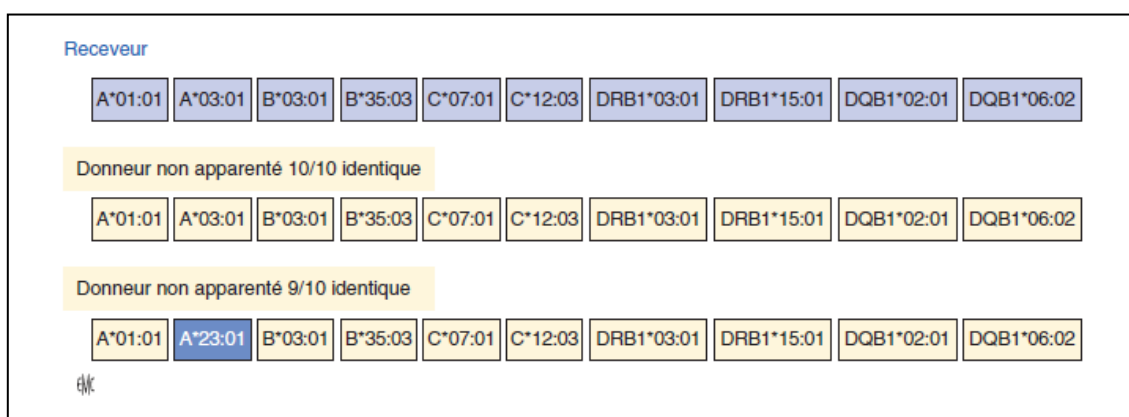 Receveur
A*01:01 A*03:01 B*03:01 B*35:03 C*07:01 C*12:03 DRB1*03:01 DRB1*15:01 DQB1*02:01 DQB1*06:02
Donneur non apparenté 10/10 identique
A*01:01 A*03:01 B*03:01 B*35:03 C*07:01 C*12:03 DRB1*03:01 DRB1*15:01 DQB1*02:01 DQB1*06:02
Donneur non apparenté 9/10 identique
A*01:01 A*23:01 B*03:01 B*35:03 C*07:01 C*12:03 DRB1*03:01 DRB1*15:01 DQB1*02:01 DQB1*06:02
EMC